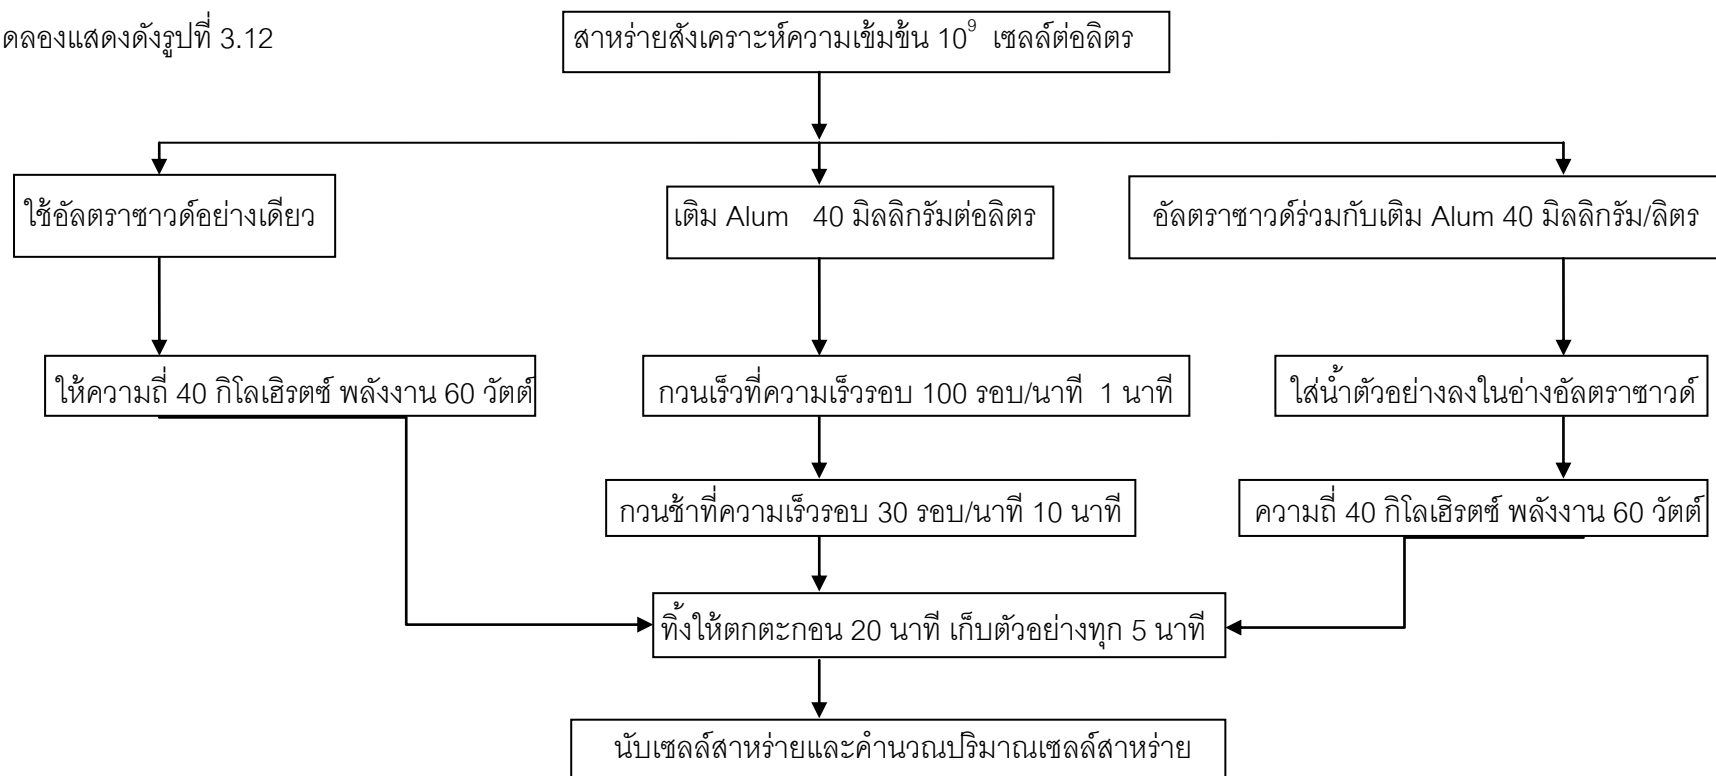 ดลองแสดงดังรูปที่ 3.12
สาหร่ายสังเคราะห์ความเข้มข้น 10⁹ เซลล์ต่อลิตร
ใช้อัลตราซาวด์อย่างเดียว
เติม Alum 40 มิลลิกรัมต่อลิตร
อัลตราซาวด์ร่วมกับเติม Alum 40 มิลลิกรัม/ลิตร
ให้ความถี่ 40 กิโลเฮิรตซ์ พลังงาน 60 วัตต์
กวนเร็วที่ความเร็วรอบ 100 รอบ/นาที 1 นาที
ใส่น้ำตัวอย่างลงในอ่างอัลตราซาวด์
กวนช้าที่ความเร็วรอบ 30 รอบ/นาที 10 นาที
ความถี่ 40 กิโลเฮิรตซ์ พลังงาน 60 วัตต์
ทิ้งให้ตกตะกอน 20 นาที เก็บตัวอย่างทุก 5 นาที
นับเซลล์สาหร่ายและคำนวณปริมาณเซลล์สาหร่าย